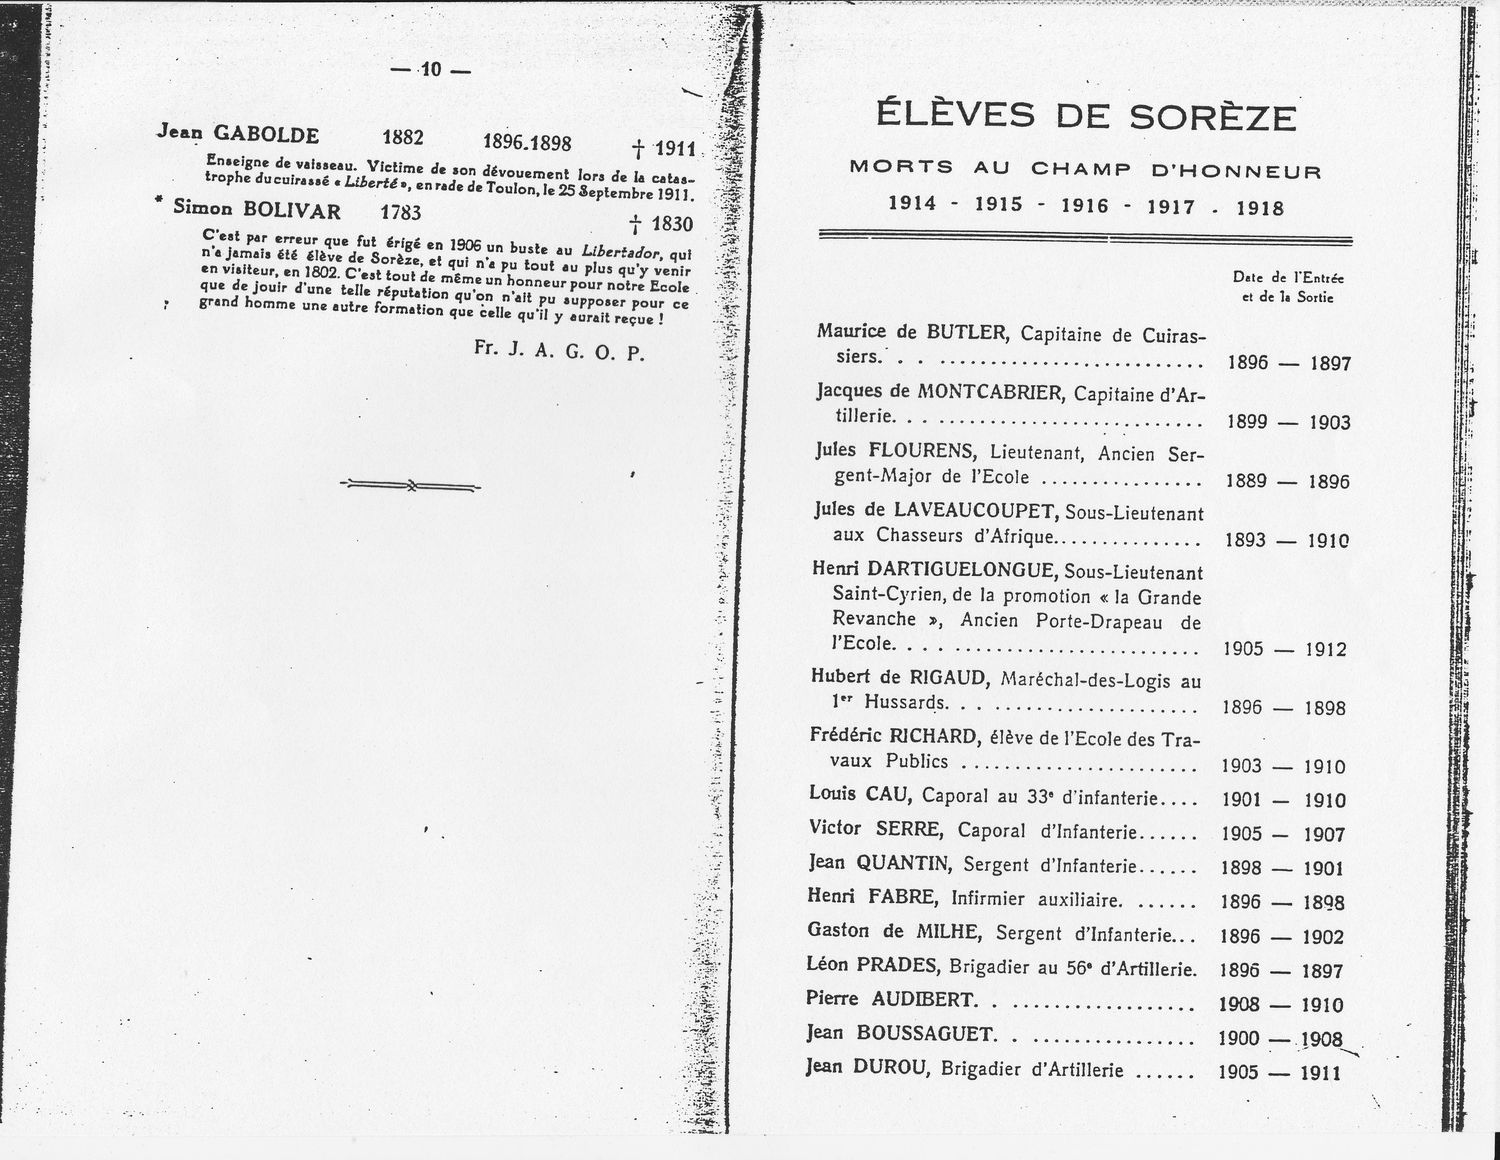 — 10 —
Jean GABOLDE 1882 1896.1898 † 1911
Enseigne de vaisseau. Victime de son dévouement lors de la catas-
trophe du cuirassé « Liberté », en rade de Toulon, le 25 Septembre 1911.
* Simon BOLIVAR 1783 † 1830
C'est par erreur que fut érigé en 1906 un buste au Libertador, qui
n'a jamais été élève de Sorèze, et qui n'a pu tout au plus qu'y venir
en visiteur, en 1802. C'est tout de même un honneur pour notre Ecole
que de jouir d'une telle réputation qu'on n'ait pu supposer pour ce
grand homme une autre formation que celle qu'il y aurait reçue !
Fr. J. A. G. O. P.
ÉLÈVES DE SORÈZE
MORTS AU CHAMP D'HONNEUR
1914 - 1915 - 1916 - 1917 . 1918
Date de l'Entrée
et de la Sortie
Maurice de BUTLER, Capitaine de Cuiras-
siers. . . .......................... 1896 — 1897
Jacques de MONTCABRIER, Capitaine d'Ar-
tillerie. . . .......................... 1899 — 1903
Jules FLOURENS, Lieutenant, Ancien Ser-
gent-Major de l'Ecole ................ 1889 — 1896
Jules de LAVEAUCOUPET, Sous-Lieutenant
aux Chasseurs d'Afrique............... 1893 — 1910
Henri DARTIGUELONGUE, Sous-Lieutenant
Saint-Cyrien, de la promotion « la Grande
Revanche », Ancien Porte-Drapeau de
l'Ecole. . . . ........................ 1905 — 1912
Hubert de RIGAUD, Maréchal-des-Logis au
1er Hussards. . . .................... 1896 — 1898
Frédéric RICHARD, élève de l'Ecole des Tra-
vaux Publics ....................... 1903 — 1910
Louis CAU, Caporal au 33e d'infanterie.... 1901 — 1910
Victor SERRE, Caporal d'Infanterie...... 1905 — 1907
Jean QUANTIN, Sergent d'Infanterie...... 1898 — 1901
Henri FABRE, Infirmier auxiliaire. ...... 1896 — 1898
Gaston de MILHE, Sergent d'Infanterie... 1896 — 1902
Léon PRADES, Brigadier au 56e d'Artillerie. 1896 — 1897
Pierre AUDIBERT. . .................. 1908 — 1910
Jean BOUSSAGUET. . ................ 1900 — 1908
Jean DUROU, Brigadier d'Artillerie ...... 1905 — 1911